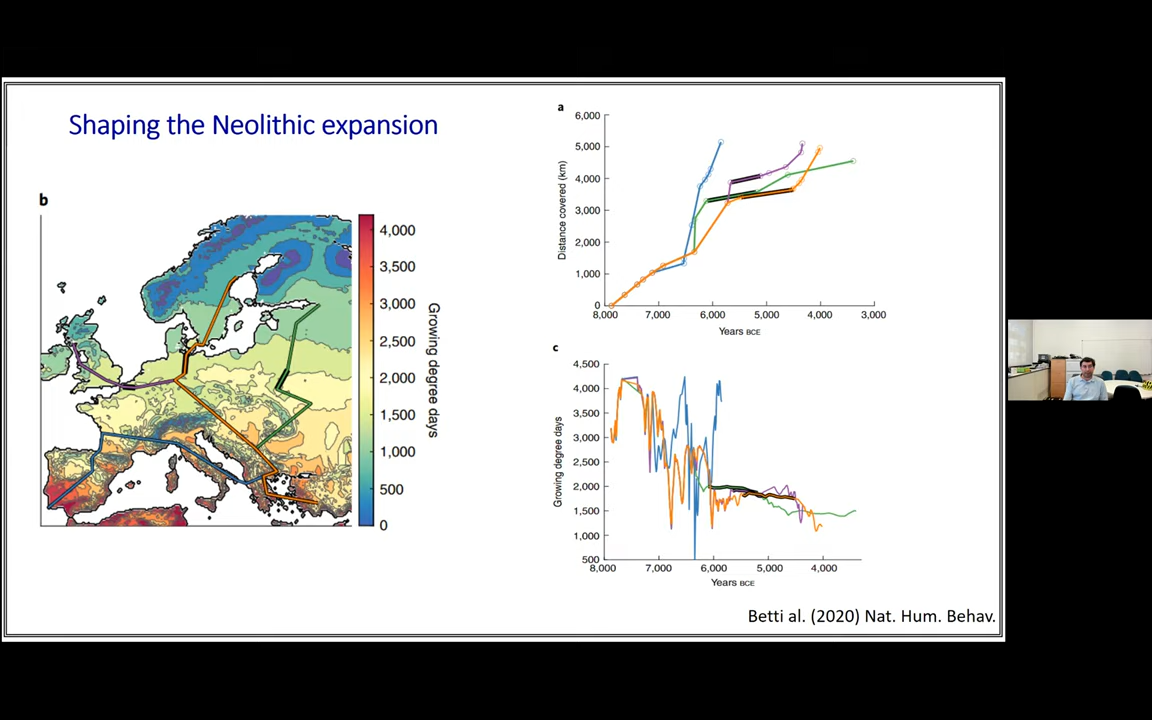 Shaping the Neolithic expansion
b
4,000
3,500
3,000
2,500
2,000
1,500
1,000
500
0
Growing degree days
a
6,000
5,000
4,000
3,000
2,000
1,000
0
Distance covered (km)
8,000 7,000 6,000 5,000 4,000 3,000
Years BCE
c
4,500
4,000
3,500
3,000
2,500
2,000
1,500
1,000
500
Growing degree days
8,000 7,000 6,000 5,000 4,000
Years BCE
Betti al. (2020) Nat. Hum. Behav.